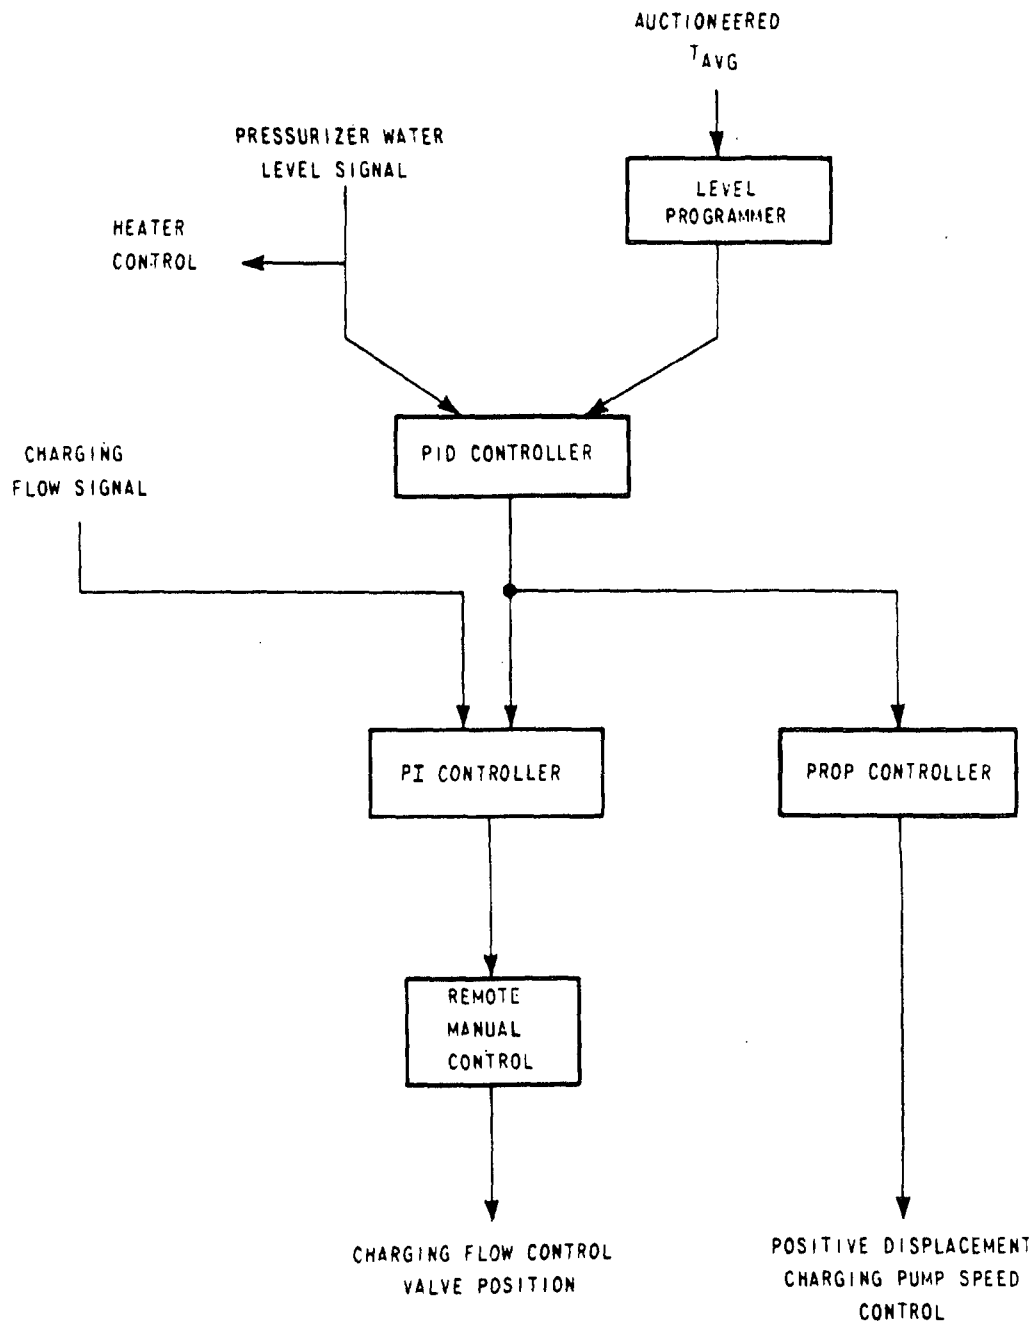 AUCTIONEERED
TAVG
PRESSURIZER WATER
LEVEL SIGNAL
LEVEL
PROGRAMMER
HEATER
CONTROL
PID CONTROLLER
CHARGING
FLOW SIGNAL
PI CONTROLLER
PROP CONTROLLER
REMOTE
MANUAL
CONTROL
CHARGING FLOW CONTROL
VALVE POSITION
POSITIVE DISPLACEMENT
CHARGING PUMP SPEED
CONTROL